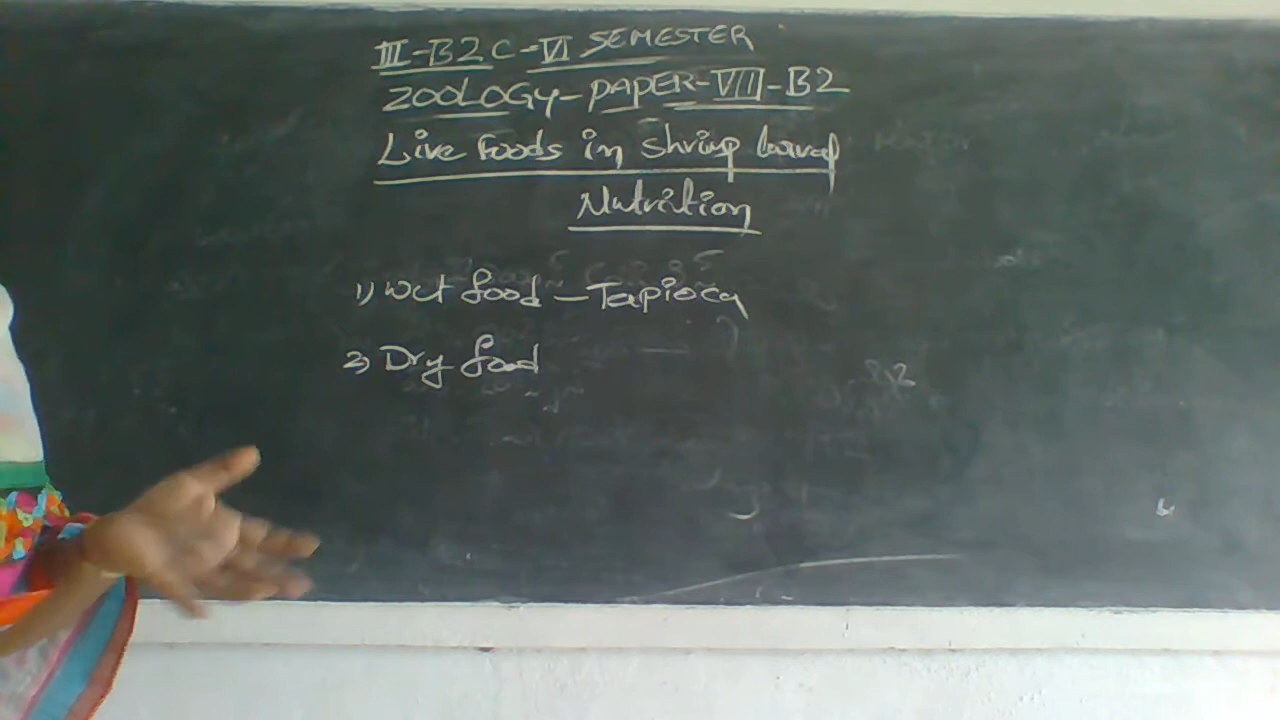 III-BZC-VI SEMESTER
ZOOLOGY-PAPER-VII-B2
Live Foods in Shrimp larval
Nutrition
1) Wet food - Tapioca
2) Dry food